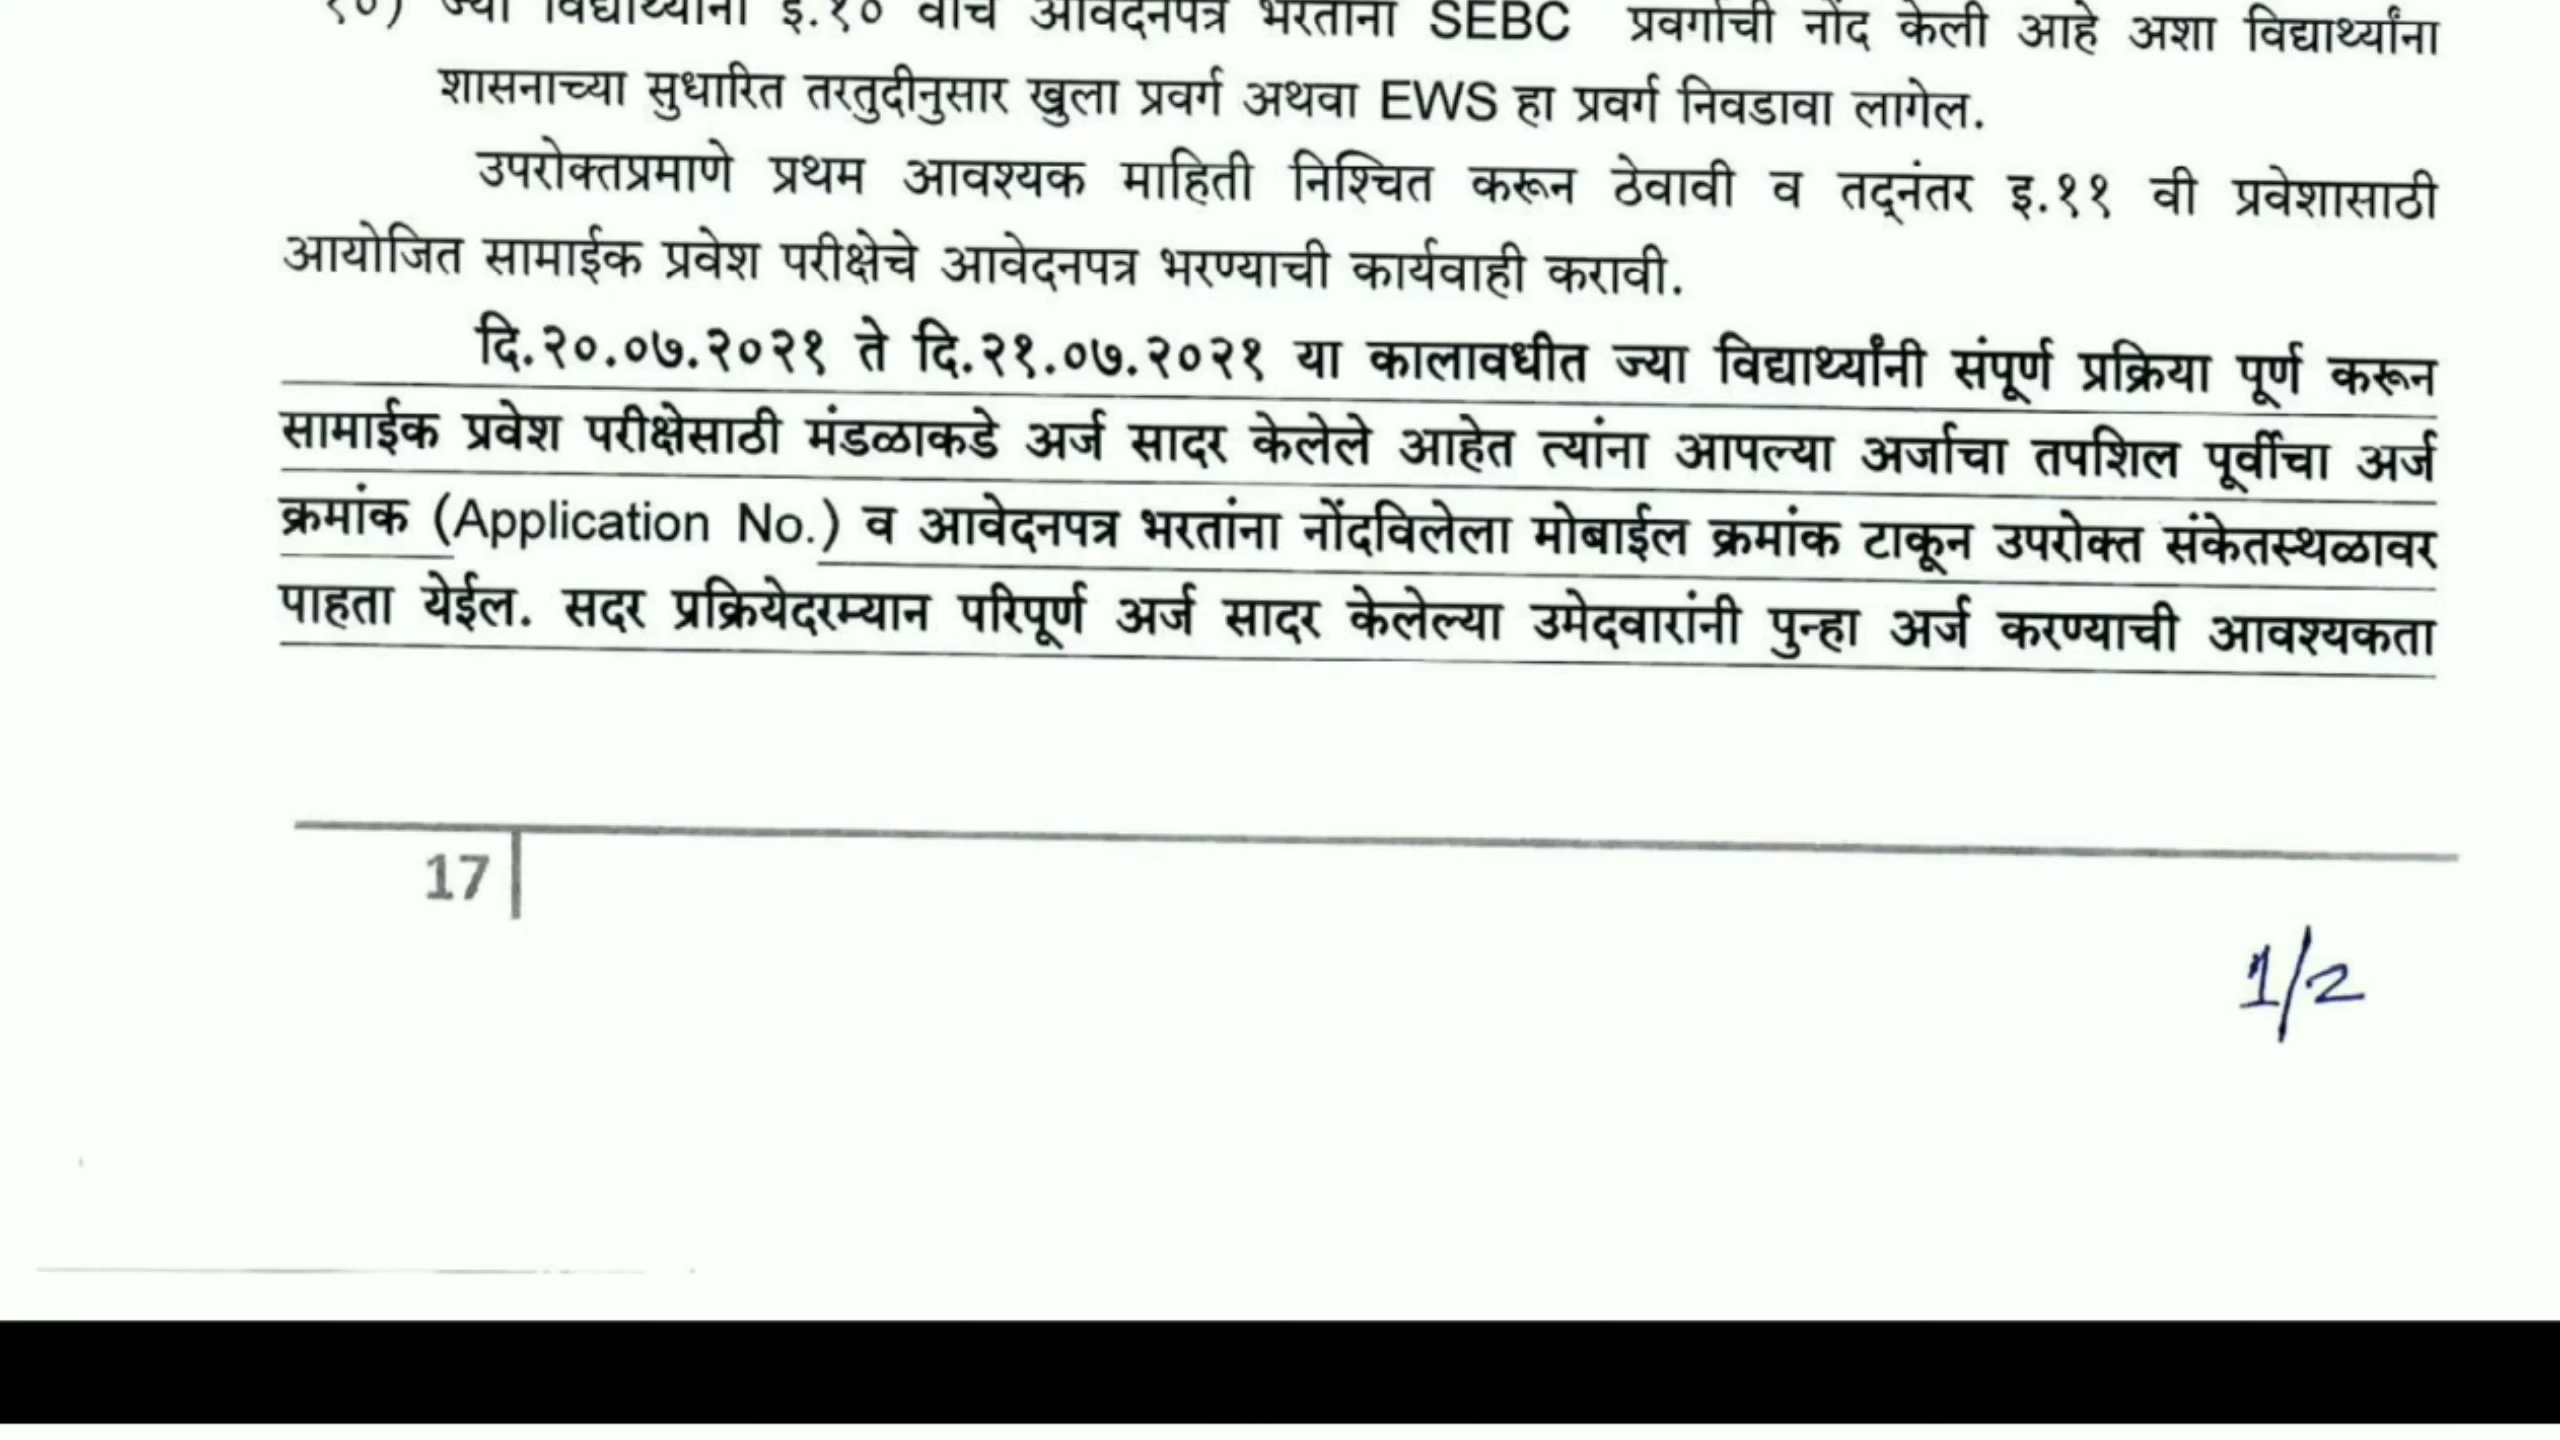 १०) ज्या विद्यार्थ्यांनी इ.१० वीचे आवेदनपत्र भरतांना SEBC प्रवर्गाची नोंद केली आहे अशा विद्यार्थ्यांना
शासनाच्या सुधारित तरतुदीनुसार खुला प्रवर्ग अथवा EWS हा प्रवर्ग निवडावा लागेल.
उपरोक्तप्रमाणे प्रथम आवश्यक माहिती निश्चित करून ठेवावी व तद्नंतर इ.११ वी प्रवेशासाठी
आयोजित सामाईक प्रवेश परीक्षेचे आवेदनपत्र भरण्याची कार्यवाही करावी.
दि.२०.०७.२०२१ ते दि.२१.०७.२०२१ या कालावधीत ज्या विद्यार्थ्यांनी संपूर्ण प्रक्रिया पूर्ण करून
सामाईक प्रवेश परीक्षेसाठी मंडळाकडे अर्ज सादर केलेले आहेत त्यांना आपल्या अर्जाचा तपशिल पूर्वीचा अर्ज
क्रमांक (Application No.) व आवेदनपत्र भरतांना नोंदविलेला मोबाईल क्रमांक टाकून उपरोक्त संकेतस्थळावर
पाहता येईल. सदर प्रक्रियेदरम्यान परिपूर्ण अर्ज सादर केलेल्या उमेदवारांनी पुन्हा अर्ज करण्याची आवश्यकता
17
1/2